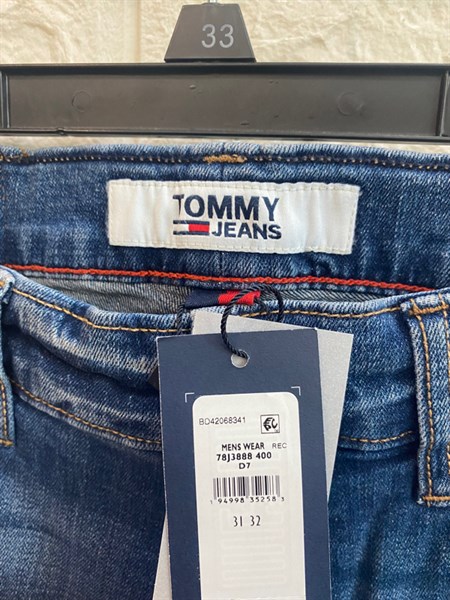 33
TOMMY
JEANS
BD42068341
MENS WEAR REC
78J3888 400
D7
1 94998 35258 3
31 32